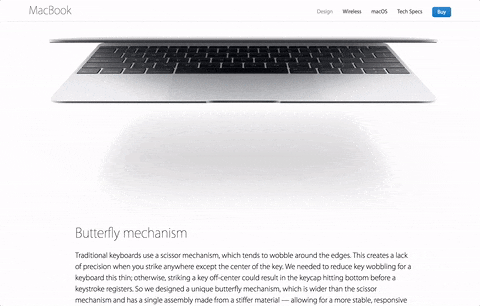 MacBook
Design Wireless macOS Tech Specs Buy
Butterfly mechanism
Traditional keyboards use a scissor mechanism, which tends to wobble around the edges. This creates a lack
of precision when you strike anywhere except the center of the key. We needed to reduce key wobbling for a
keyboard this thin; otherwise, striking a key off-center could result in the keycap hitting bottom before a
keystroke registers. So we designed a unique butterfly mechanism, which is wider than the scissor
mechanism and has a single assembly made from a stiffer material — allowing for a more stable, responsive